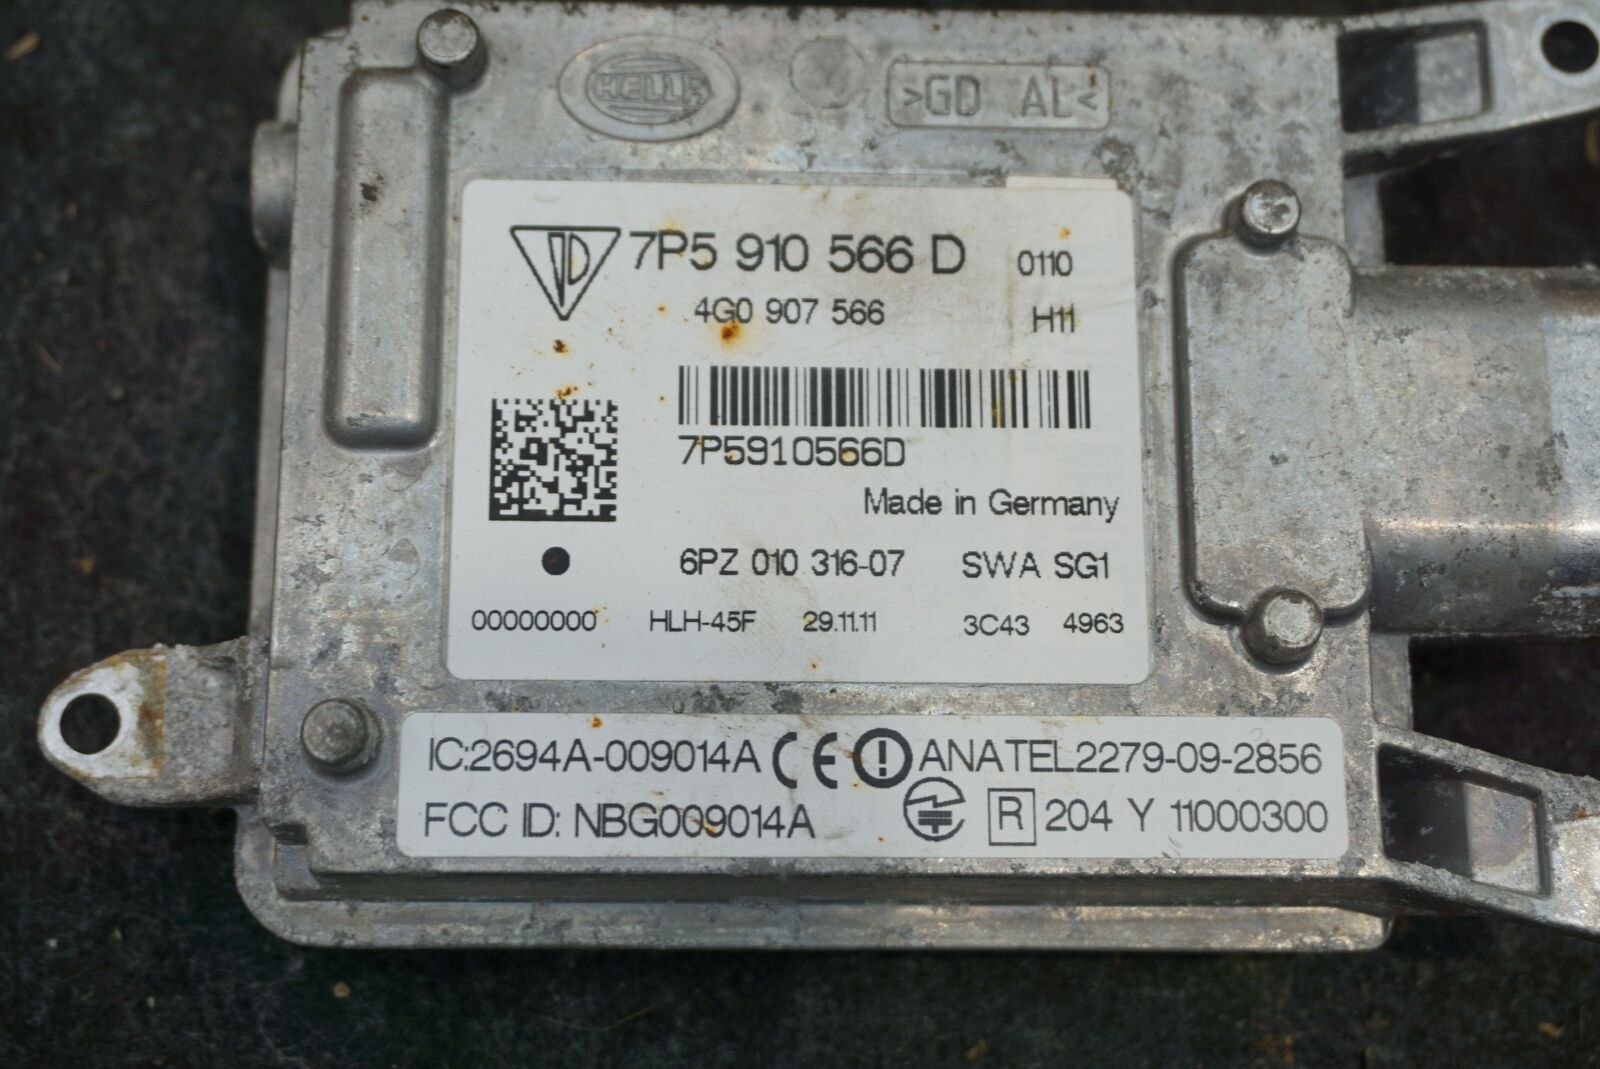 HELLA
>GD AL<
7P5 910 566 D 0110
4G0 907 566 H11
7P5910566D
Made in Germany
6PZ 010 316-07 SWA SG1
00000000 HLH-45F 29.11.11 3C43 4963
IC:2694A-009014A CE ANATEL2279-09-2856
FCC ID: NBG009014A R 204 Y 11000300